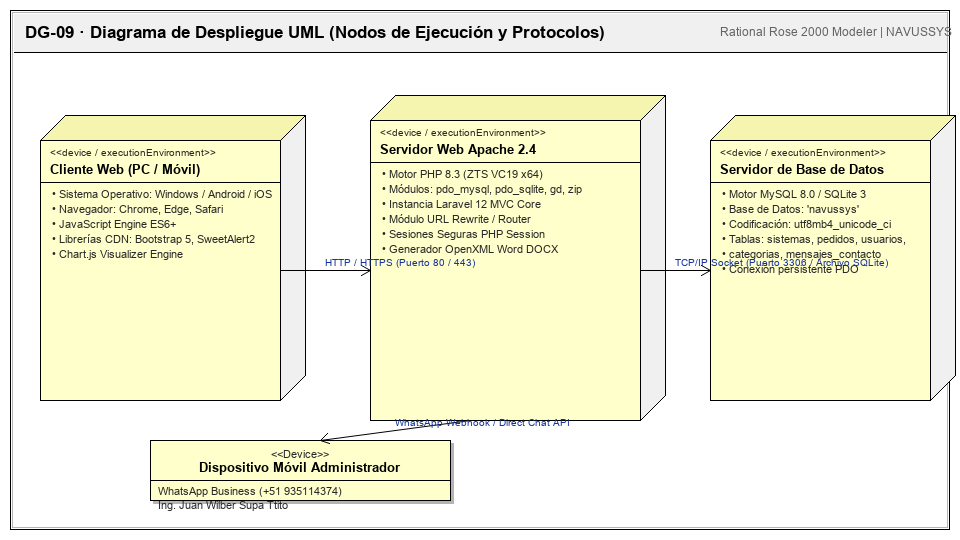 DG-09 · Diagrama de Despliegue UML (Nodos de Ejecución y Protocolos)
Rational Rose 2000 Modeler | NAVUSSYS
<<device / executionEnvironment>>
Cliente Web (PC / Móvil)
• Sistema Operativo: Windows / Android / iOS
• Navegador: Chrome, Edge, Safari
• JavaScript Engine ES6+
• Librerías CDN: Bootstrap 5, SweetAlert2
• Chart.js Visualizer Engine
HTTP / HTTPS (Puerto 80 / 443)
<<device / executionEnvironment>>
Servidor Web Apache 2.4
• Motor PHP 8.3 (ZTS VC19 x64)
• Módulos: pdo_mysql, pdo_sqlite, gd, zip
• Instancia Laravel 12 MVC Core
• Módulo URL Rewrite / Router
• Sesiones Seguras PHP Session
• Generador OpenXML Word DOCX
TCP/IP Socket (Puerto 3306 / Archivo SQLite)
<<device / executionEnvironment>>
Servidor de Base de Datos
• Motor MySQL 8.0 / SQLite 3
• Base de Datos: 'navussys'
• Codificación: utf8mb4_unicode_ci
• Tablas: sistemas, pedidos, usuarios,
• categorias, mensajes_contacto
• Conexión persistente PDO
WhatsApp Webhook / Direct Chat API
<<Device>>
Dispositivo Móvil Administrador
WhatsApp Business (+51 935114374)
Ing. Juan Wilber Supa Ttito